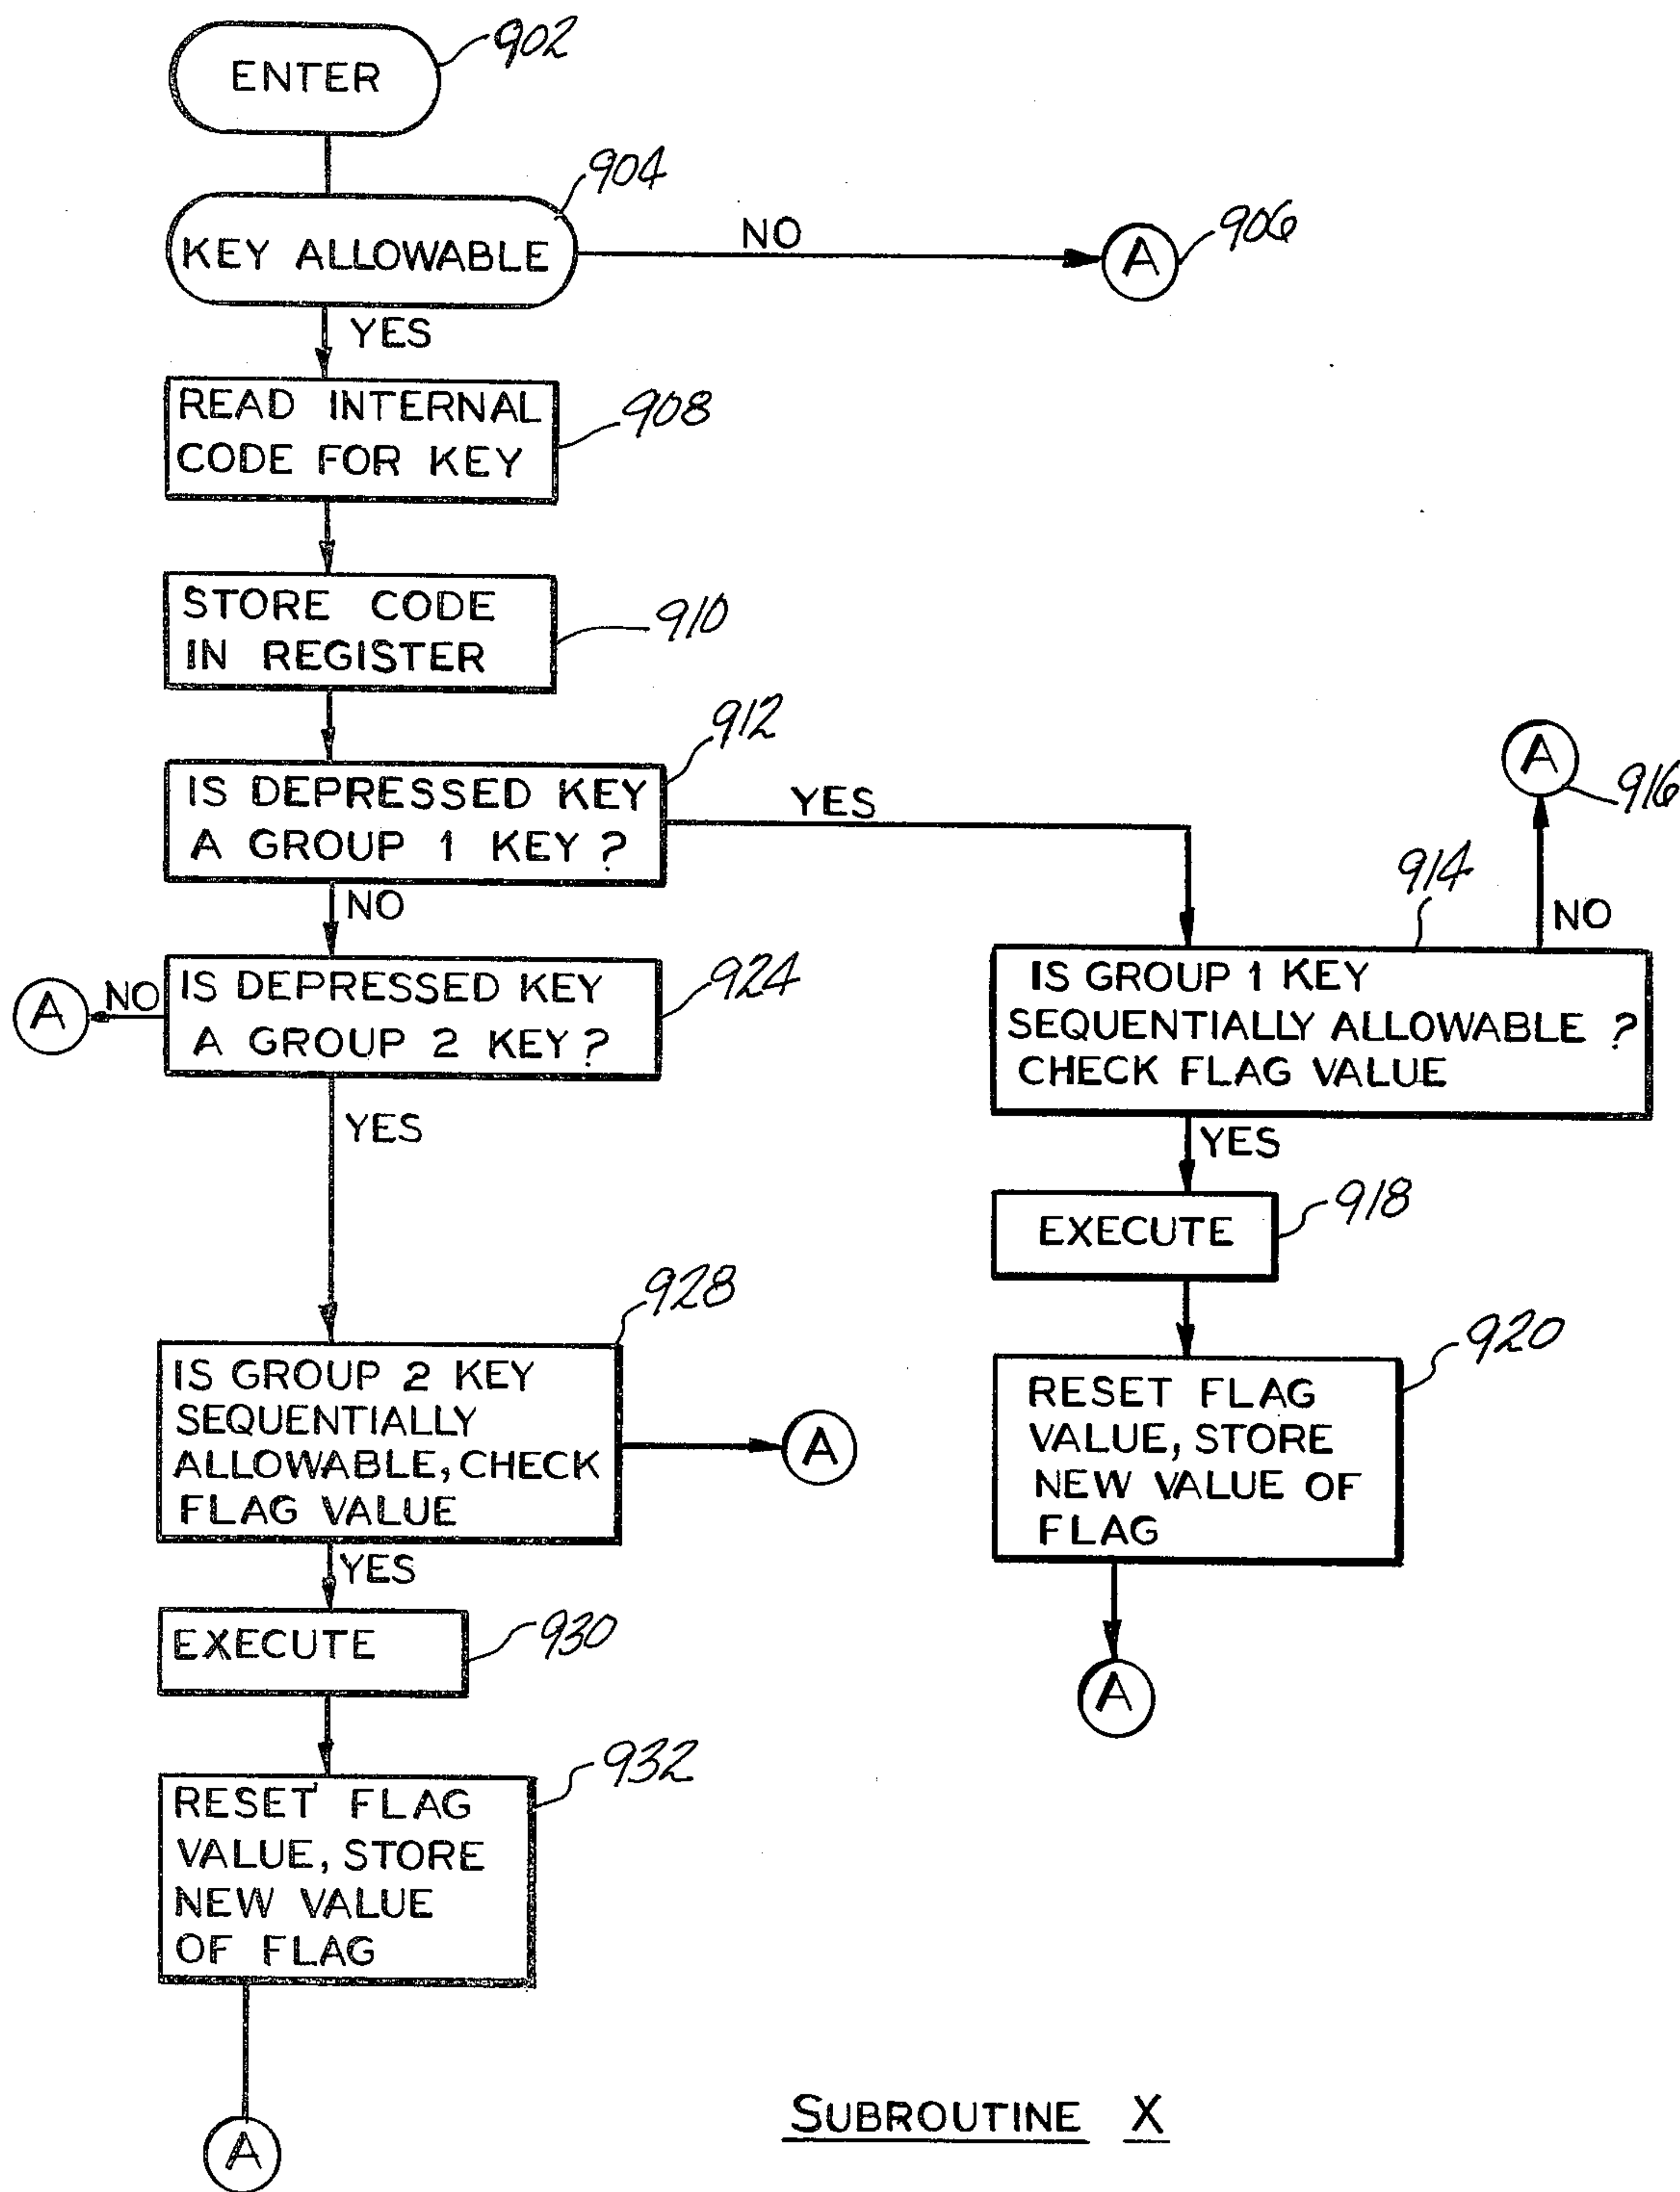 ENTER
902
KEY ALLOWABLE
904
NO
A
906
YES
READ INTERNAL
CODE FOR KEY
908
STORE CODE
IN REGISTER
910
IS DEPRESSED KEY
A GROUP 1 KEY ?
912
YES
A
916
NO
914
IS GROUP 1 KEY
SEQUENTIALLY ALLOWABLE ?
CHECK FLAG VALUE
NO
A
NO
IS DEPRESSED KEY
A GROUP 2 KEY ?
924
YES
YES
EXECUTE
918
RESET FLAG
VALUE, STORE
NEW VALUE OF
FLAG
920
A
IS GROUP 2 KEY
SEQUENTIALLY
ALLOWABLE, CHECK
FLAG VALUE
928
A
YES
EXECUTE
930
RESET FLAG
VALUE, STORE
NEW VALUE
OF FLAG
932
A
SUBROUTINE X